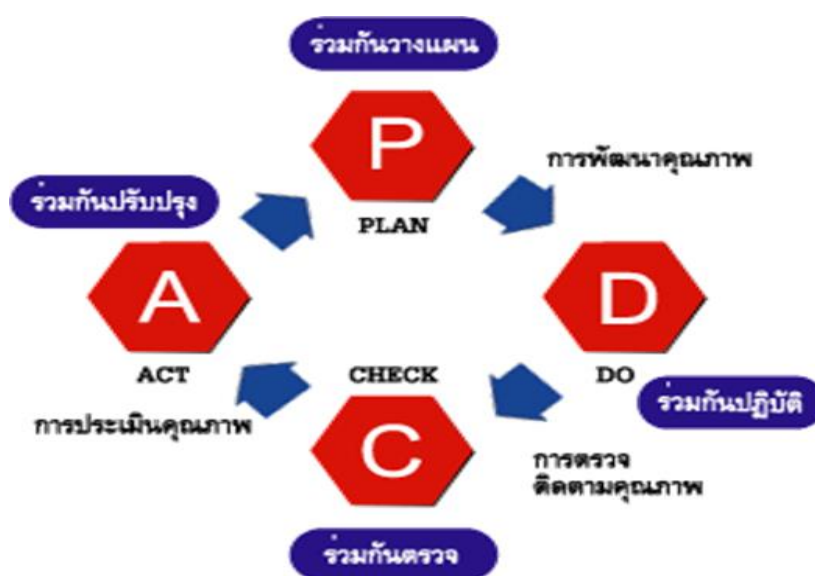 ร่วมกันวางแผน
P
PLAN
การพัฒนาคุณภาพ
ร่วมกันปรับปรุง
A
ACT
D
DO
ร่วมกันปฏิบัติ
CHECK
C
การประเมินคุณภาพ
การตรวจ
ติดตามคุณภาพ
ร่วมกันตรวจ